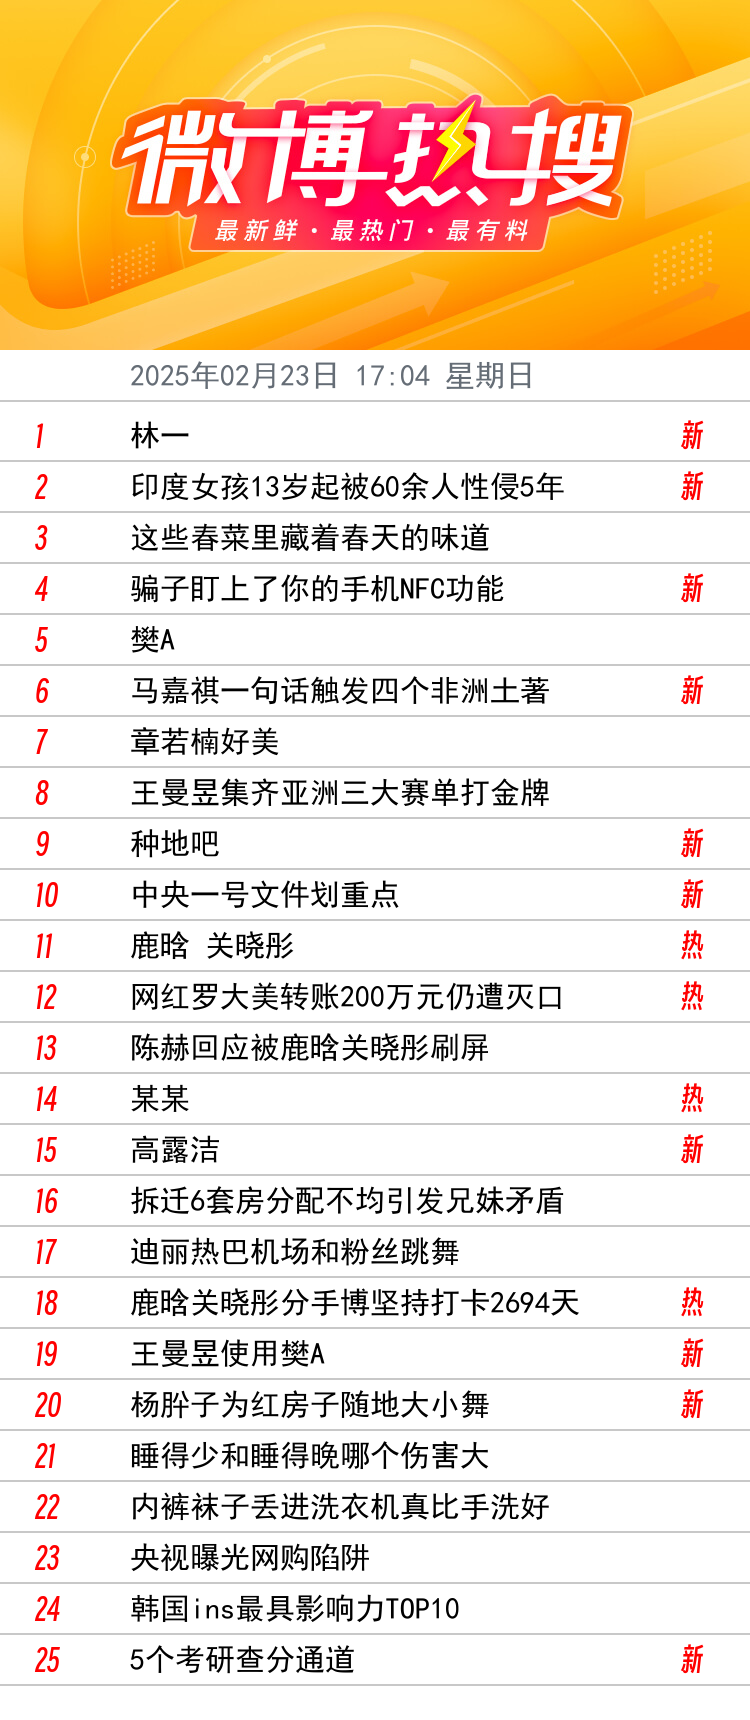 微博热搜
最新鲜·最热门·最有料
2025年02月23日 17:04 星期日
1 林一 新
2 印度女孩13岁起被60余人性侵5年 新
3 这些春菜里藏着春天的味道
4 骗子盯上了你的手机NFC功能 新
5 樊A
6 马嘉祺一句话触发四个非洲土著 新
7 章若楠好美
8 王曼昱集齐亚洲三大赛单打金牌
9 种地吧 新
10 中央一号文件划重点 新
11 鹿晗 关晓彤 热
12 网红罗大美转账200万元仍遭灭口 热
13 陈赫回应被鹿晗关晓彤刷屏
14 某某 热
15 高露洁 新
16 拆迁6套房分配不均引发兄妹矛盾
17 迪丽热巴机场和粉丝跳舞
18 鹿晗关晓彤分手博坚持打卡2694天 热
19 王曼昱使用樊A 新
20 杨肸子为红房子随地大小舞 新
21 睡得少和睡得晚哪个伤害大
22 内裤袜子丢进洗衣机真比手洗好
23 央视曝光网购陷阱
24 韩国ins最具影响力TOP10
25 5个考研查分通道 新